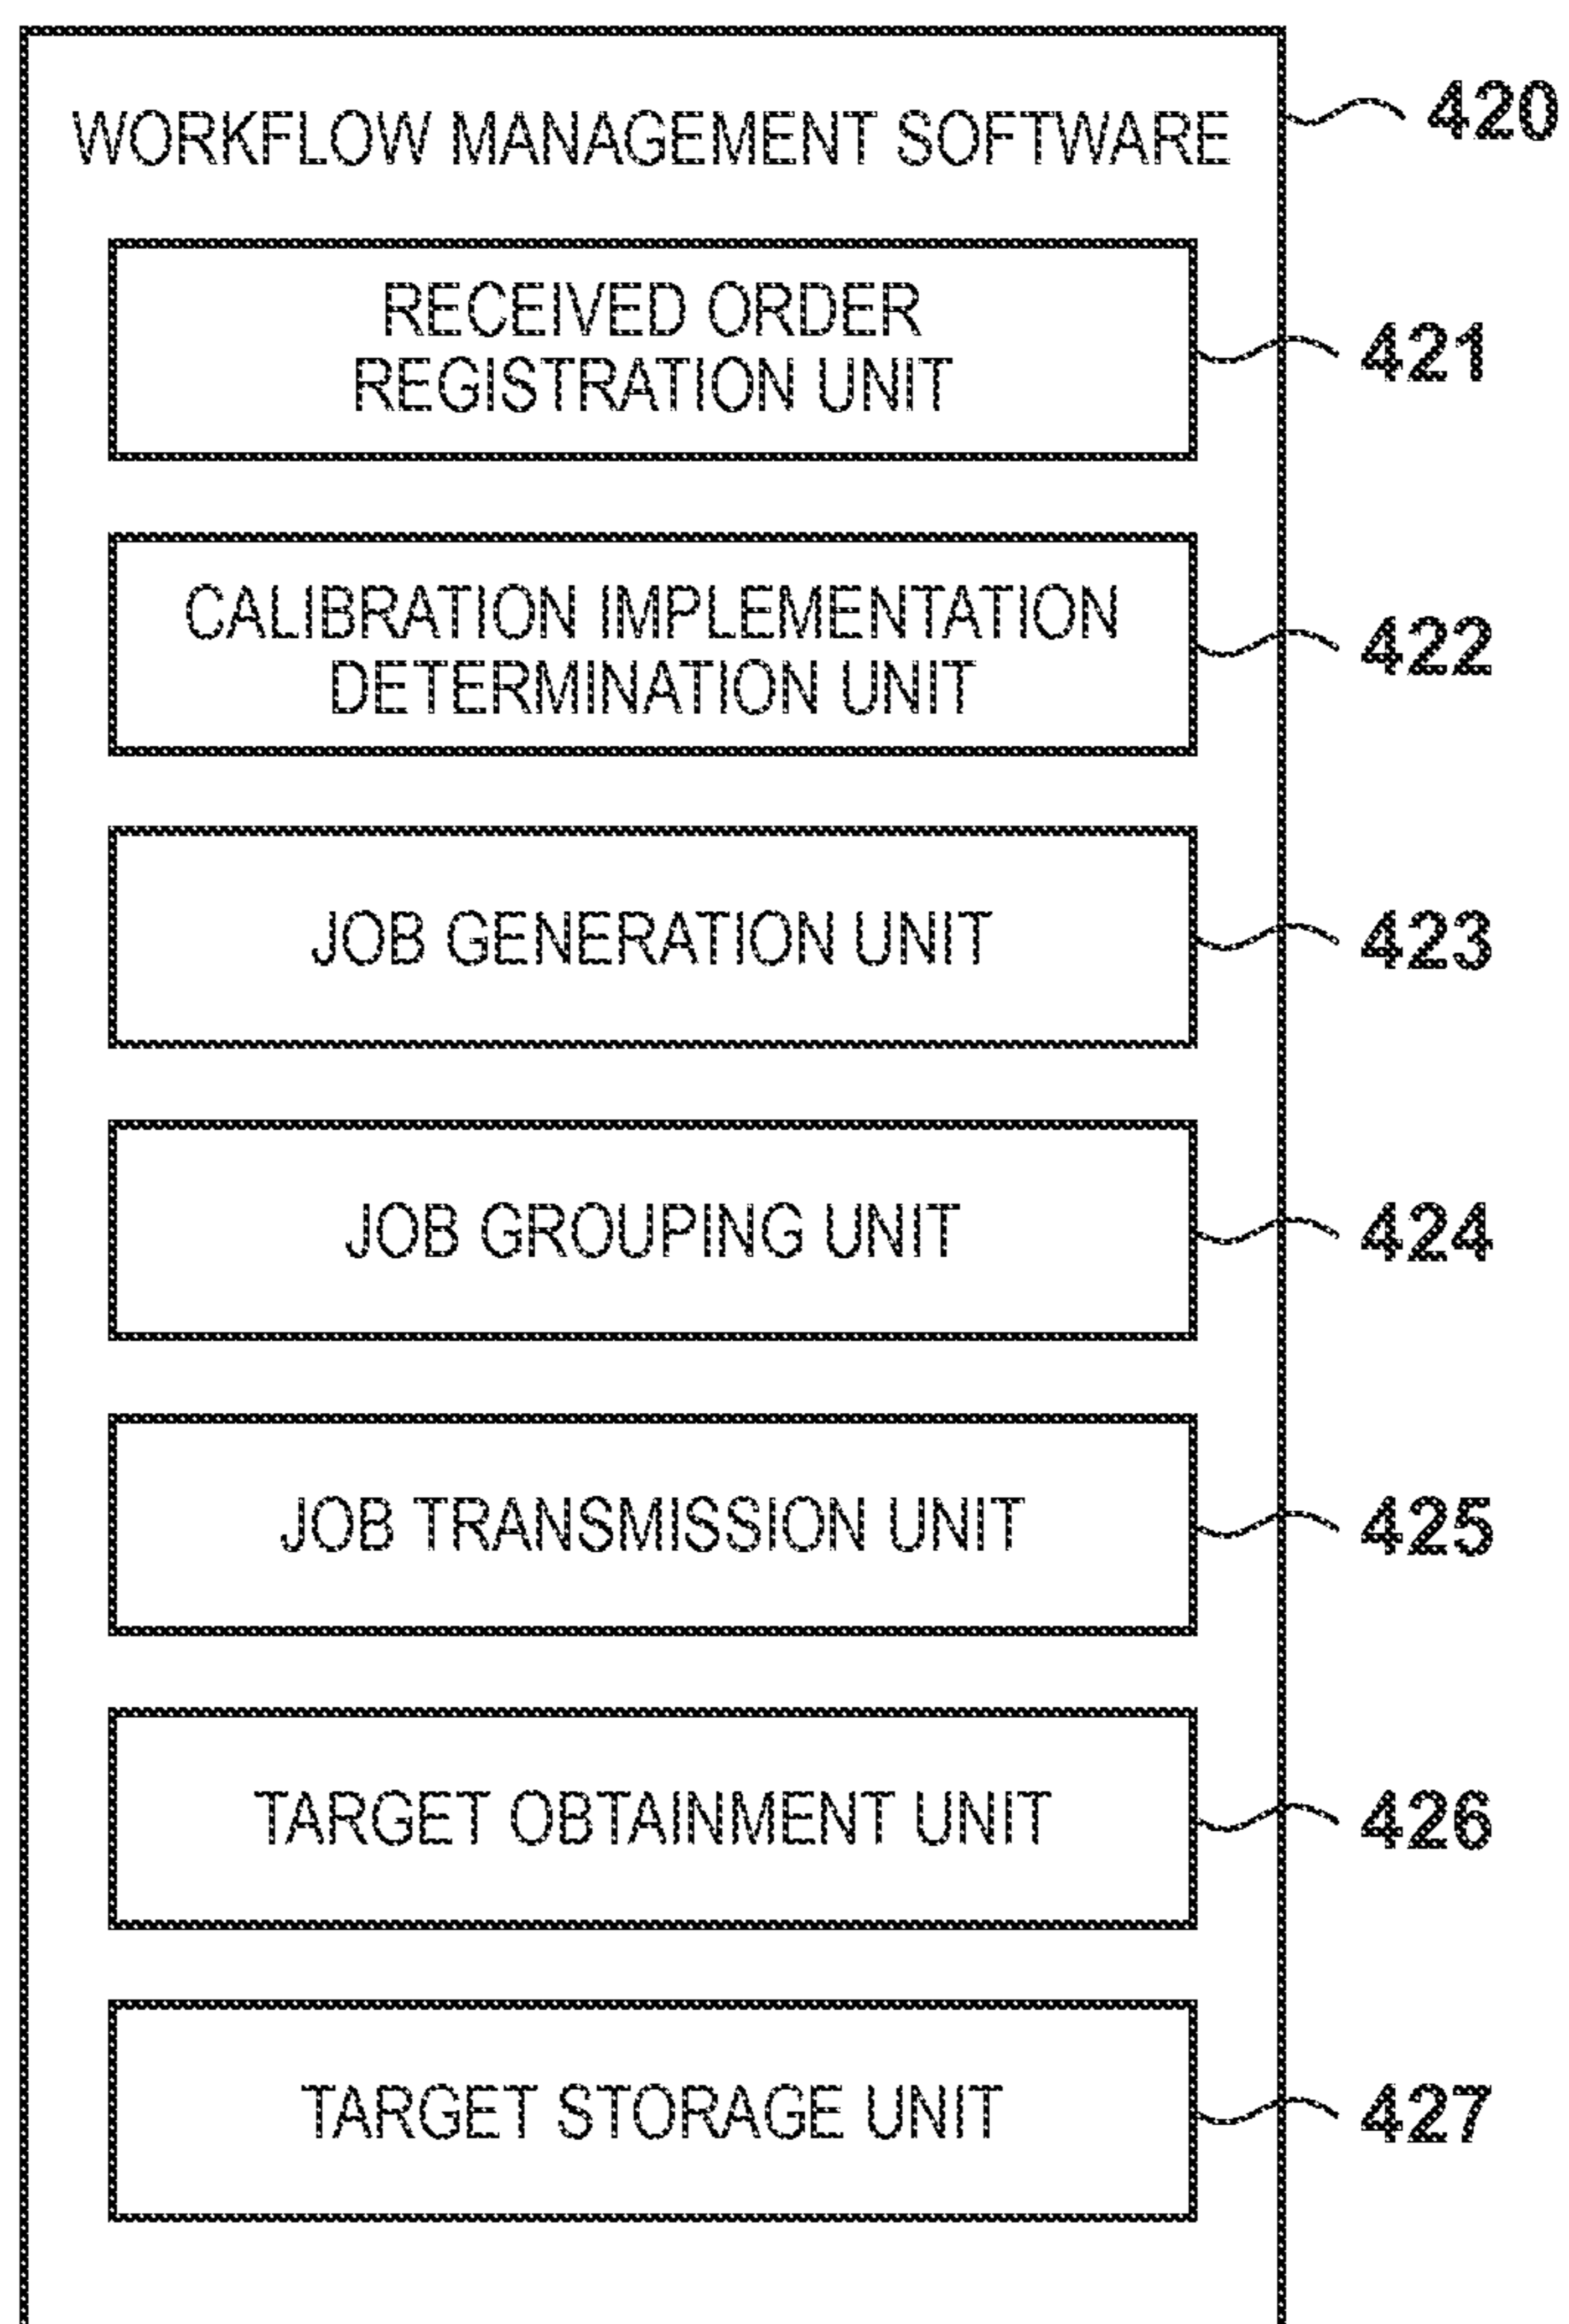 WORKFLOW MANAGEMENT SOFTWARE
420
RECEIVED ORDER
REGISTRATION UNIT
421
CALIBRATION IMPLEMENTATION
DETERMINATION UNIT
422
JOB GENERATION UNIT
423
JOB GROUPING UNIT
424
JOB TRANSMISSION UNIT
425
TARGET OBTAINMENT UNIT
426
TARGET STORAGE UNIT
427